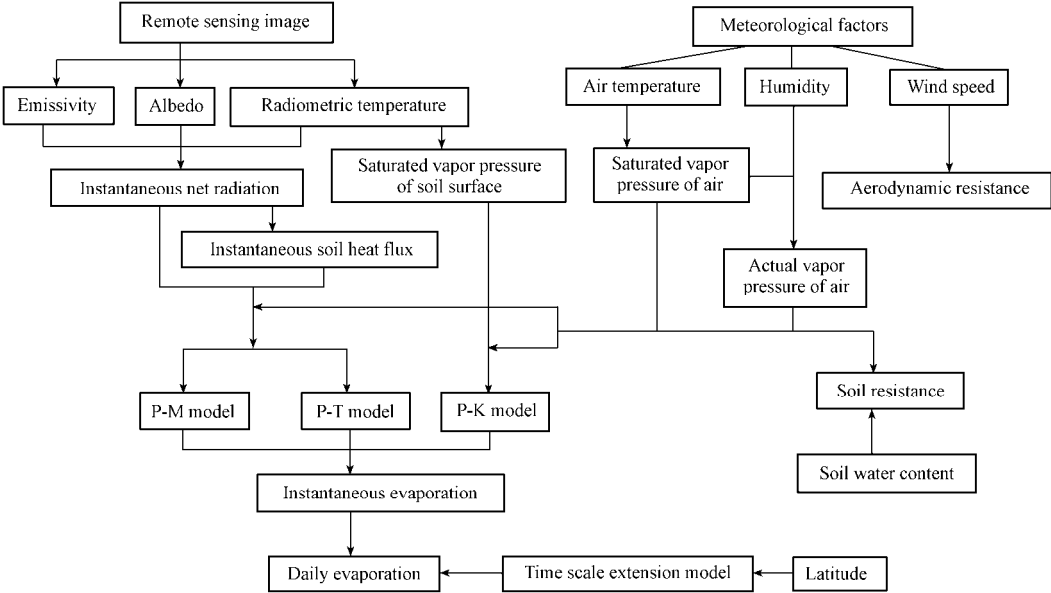 Remote sensing image
Meteorological factors
Emissivity
Albedo
Radiometric temperature
Air temperature
Humidity
Wind speed
Instantaneous net radiation
Saturated vapor pressure
of soil surface
Saturated vapor
pressure of air
Aerodynamic resistance
Instantaneous soil heat flux
Actual vapor
pressure of air
P-M model
P-T model
P-K model
Soil resistance
Soil water content
Instantaneous evaporation
Daily evaporation
Time scale extension model
Latitude